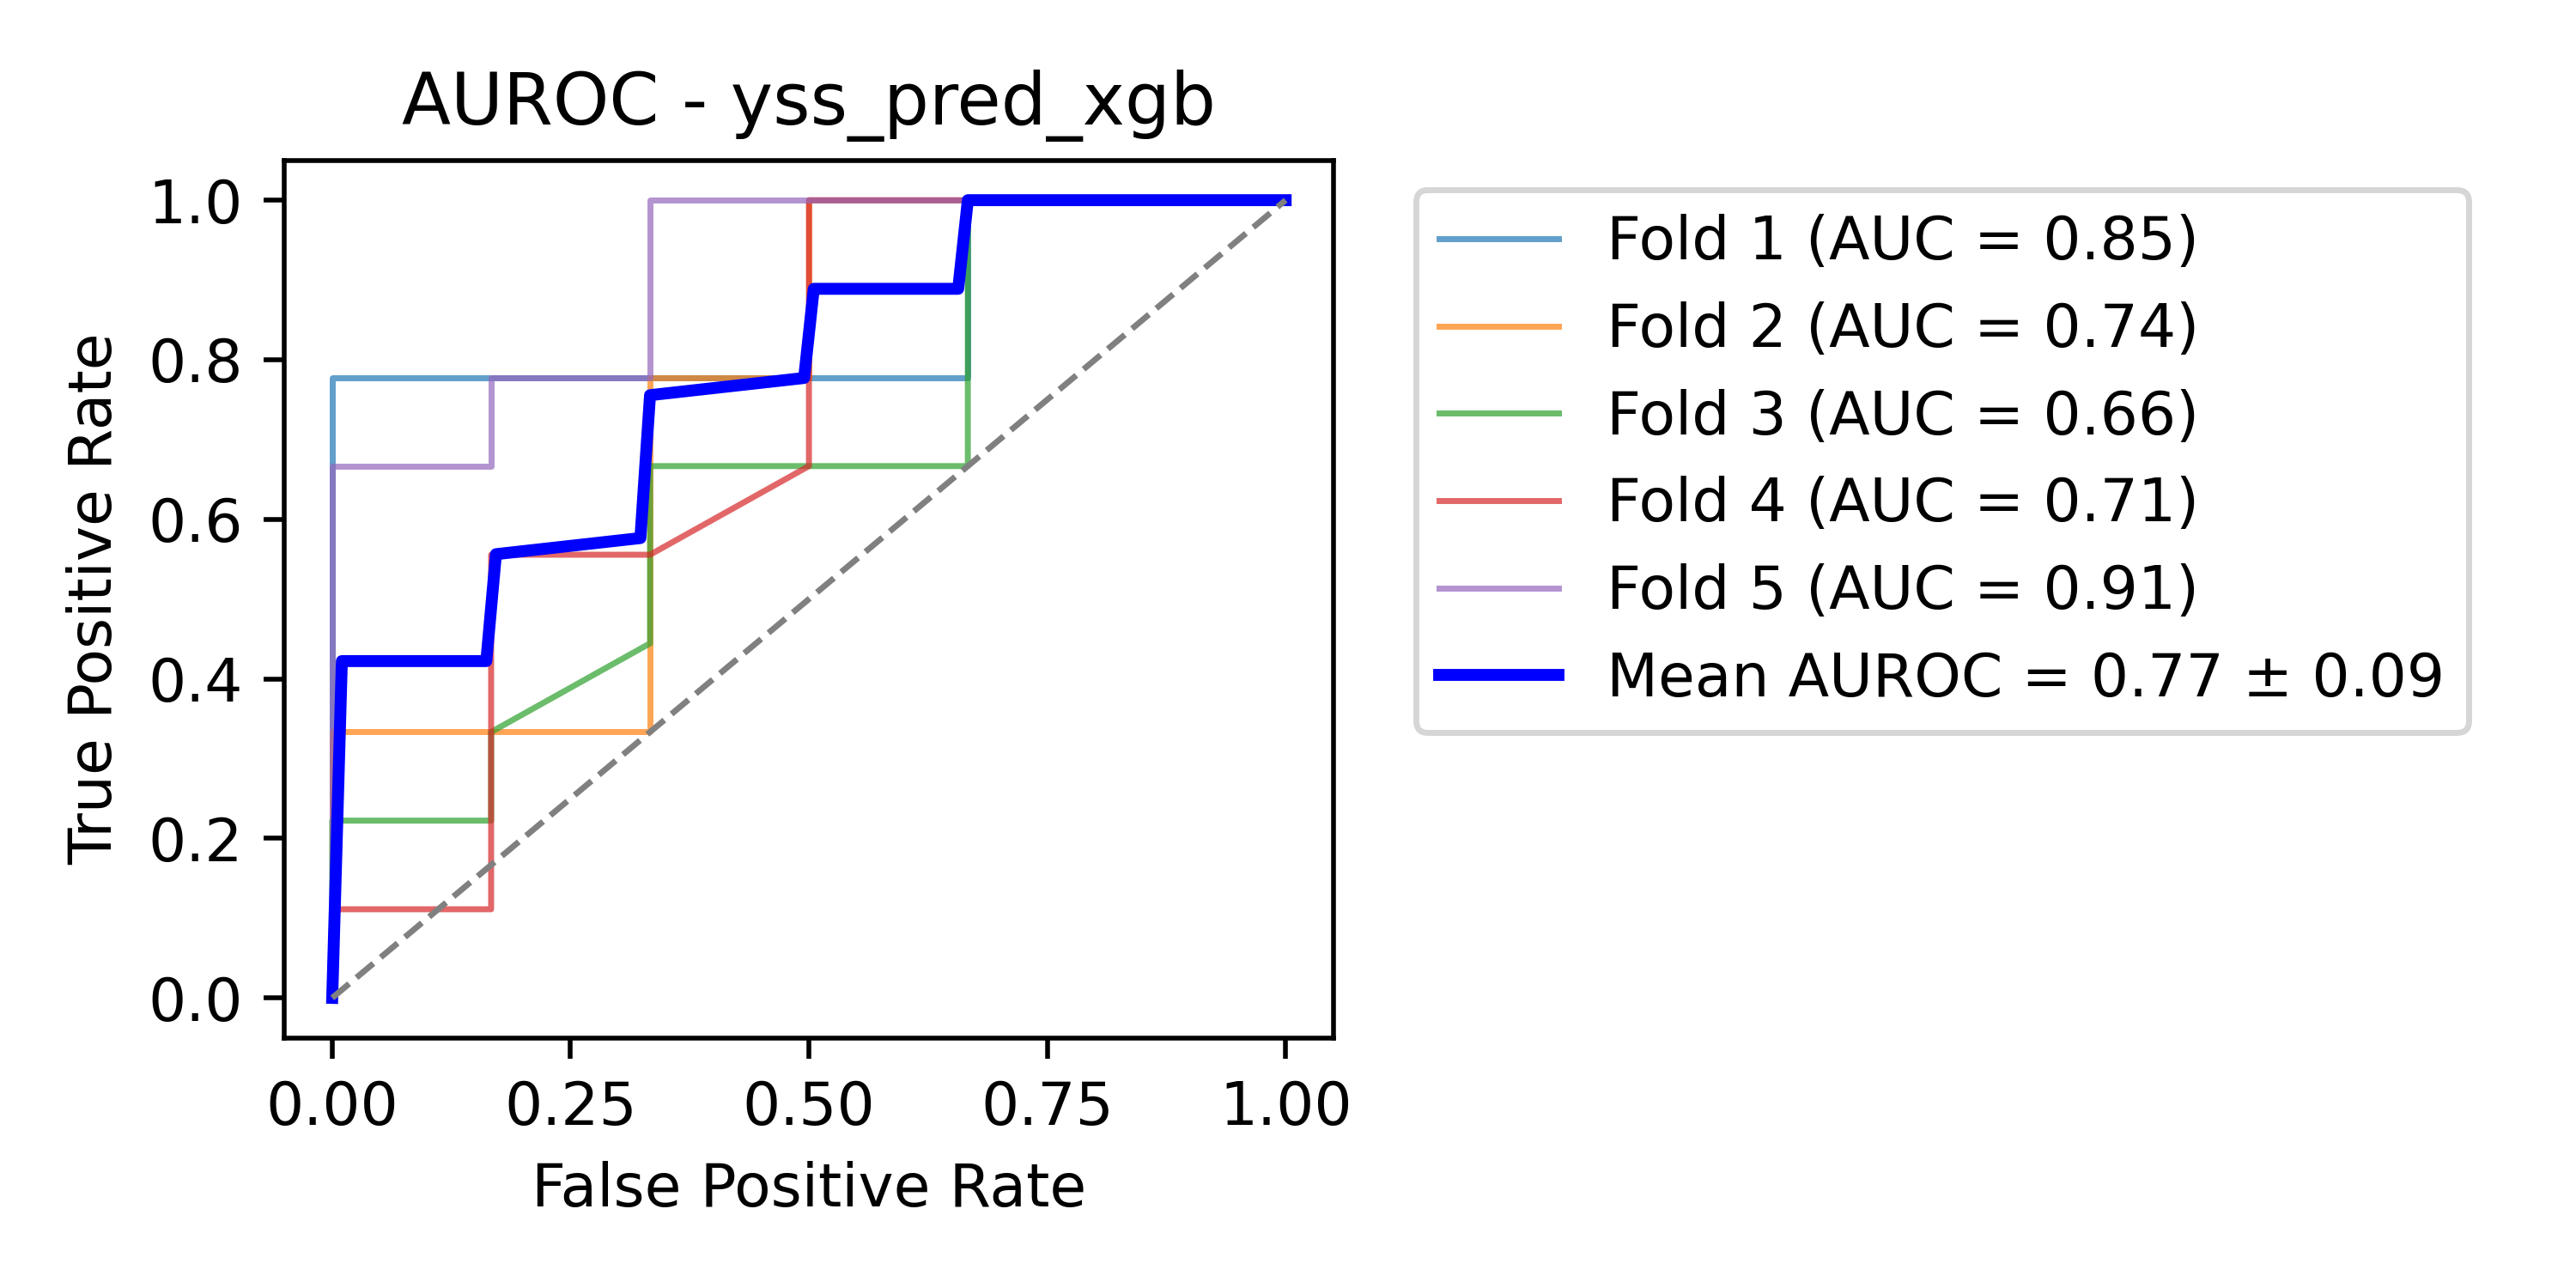 AUROC - yss_pred_xgb
True Positive Rate
1.0
0.8
0.6
0.4
0.2
0.0
0.00 0.25 0.50 0.75 1.00
False Positive Rate
Fold 1 (AUC = 0.85)
Fold 2 (AUC = 0.74)
Fold 3 (AUC = 0.66)
Fold 4 (AUC = 0.71)
Fold 5 (AUC = 0.91)
Mean AUROC = 0.77 ± 0.09